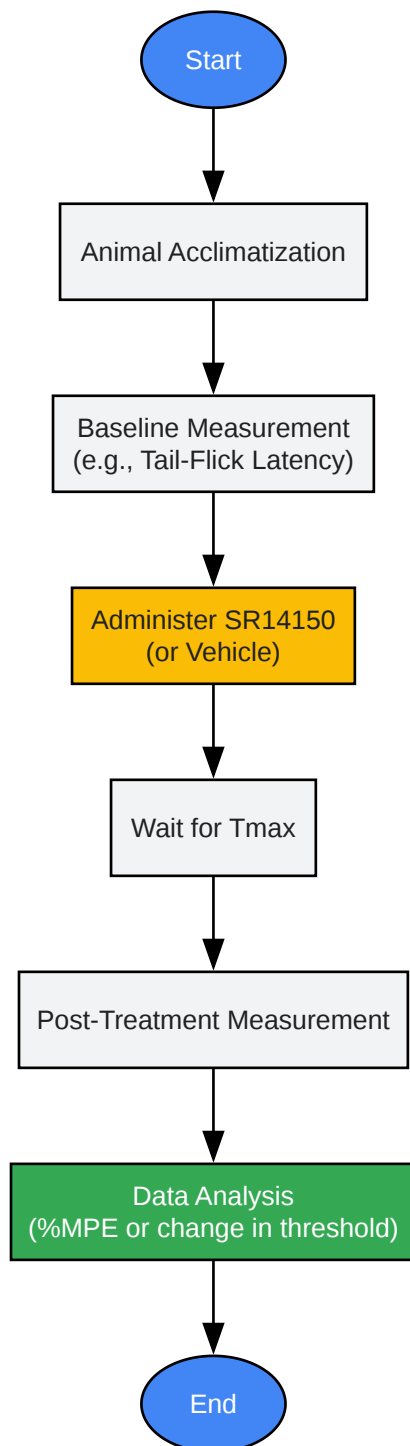 Start
Animal Acclimatization
Baseline Measurement
(e.g., Tail-Flick Latency)
Administer SR14150
(or Vehicle)
Wait for Tmax
Post-Treatment Measurement
Data Analysis
(%MPE or change in threshold)
End